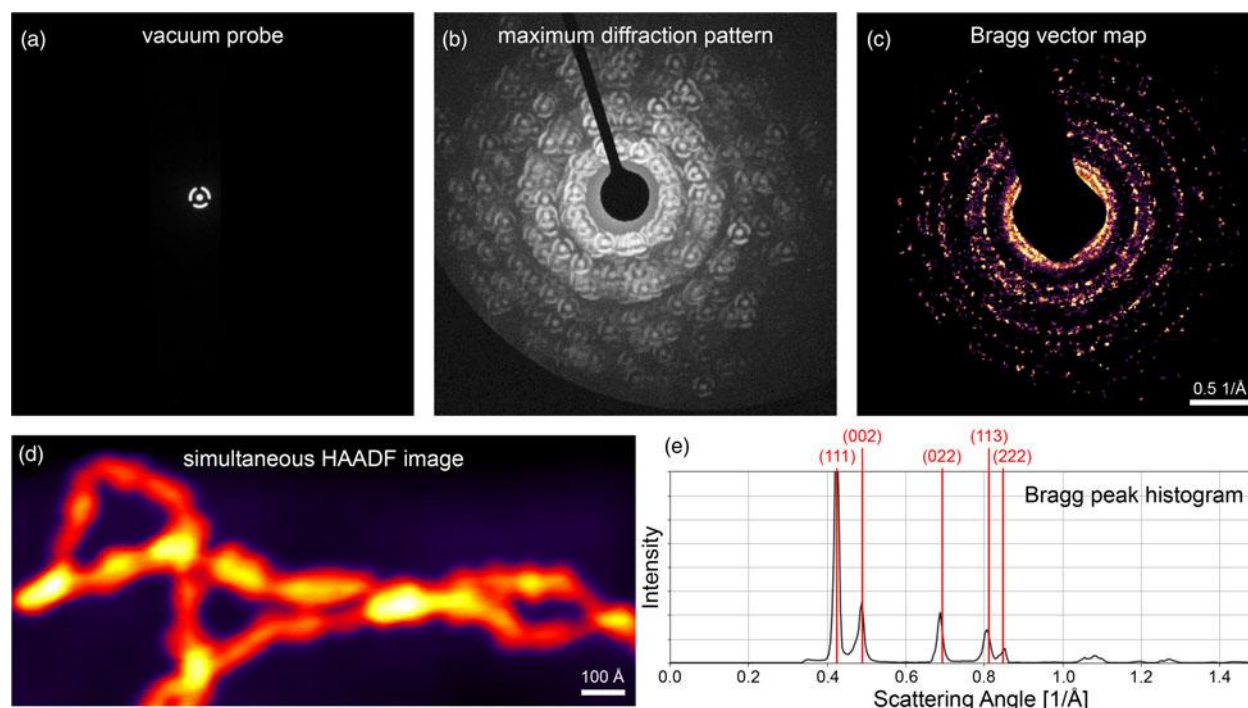 (a) vacuum probe
(b) maximum diffraction pattern
(c) Bragg vector map
0.5 1/Å
(d) simultaneous HAADF image
100 Å
(e)
(002) (113)
(111) (022) (222)
Bragg peak histogram
Intensity
0.0 0.2 0.4 0.6 0.8 1.0 1.2 1.4
Scattering Angle [1/Å]